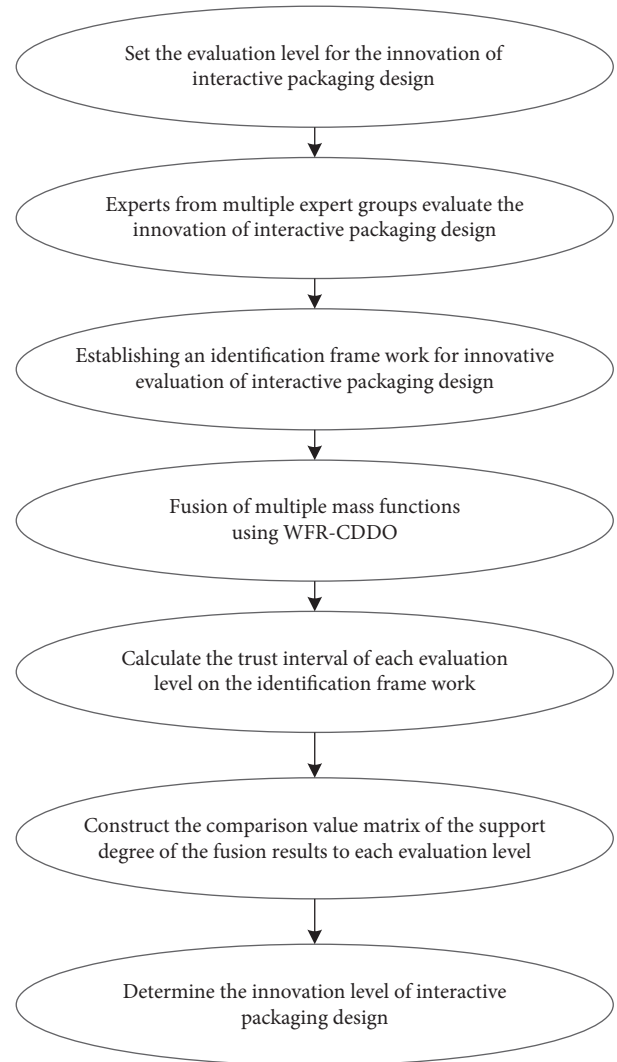 Set the evaluation level for the innovation of
interactive packaging design
Experts from multiple expert groups evaluate the
innovation of interactive packaging design
Establishing an identification frame work for innovative
evaluation of interactive packaging design
Fusion of multiple mass functions
using WFR-CDDO
Calculate the trust interval of each evaluation
level on the identification frame work
Construct the comparison value matrix of the support
degree of the fusion results to each evaluation level
Determine the innovation level of interactive
packaging design